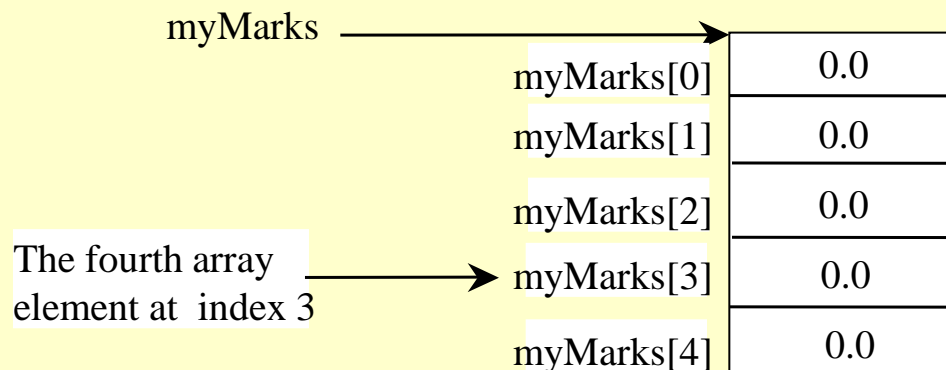 myMarks
myMarks[0] 0.0
myMarks[1] 0.0
myMarks[2] 0.0
The fourth array
element at index 3
myMarks[3] 0.0
myMarks[4] 0.0